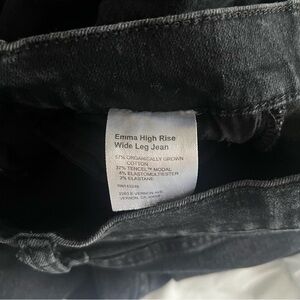 Emma High Rise
Wide Leg Jean
57% ORGANICALLY GROWN
COTTON
37% TENCEL™ MODAL
4% ELASTOMULTIESTER
2% ELASTANE
VERNON AVE
VERNON, CA